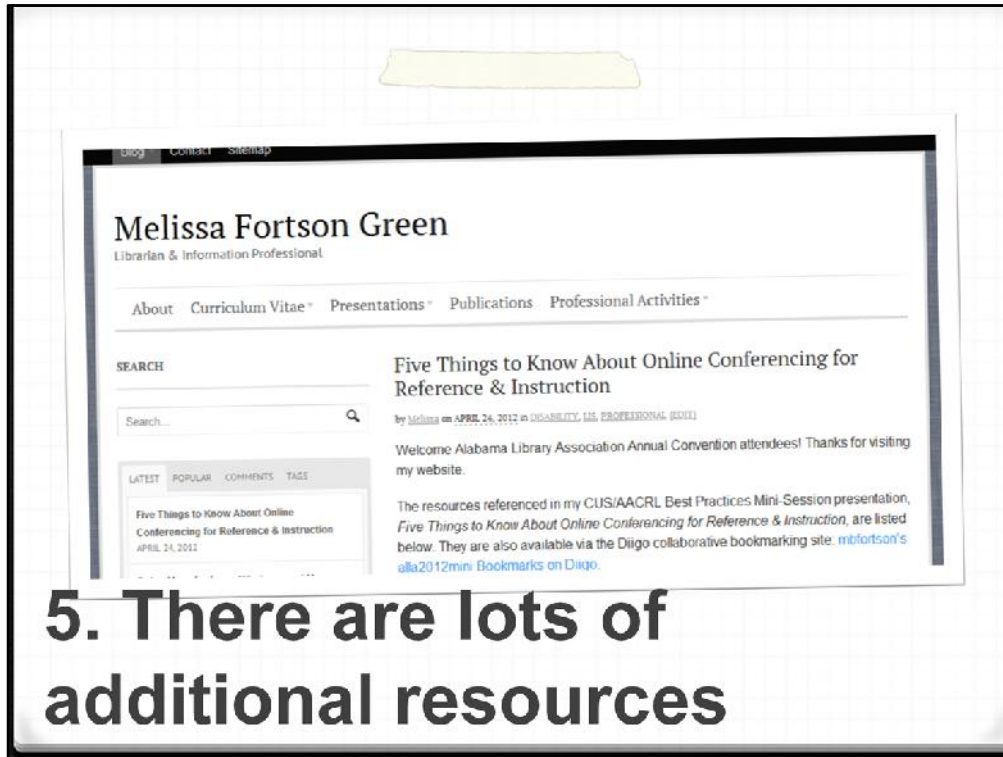 Blog Contact Sitemap
Melissa Fortson Green
Librarian & Information Professional
About Curriculum Vitae Presentations Publications Professional Activities
SEARCH
Search...
LATEST POPULAR COMMENTS TAGS
Five Things to Know About Online
Conferencing for Reference & Instruction
APRIL 24, 2012
Five Things to Know About Online Conferencing for
Reference & Instruction
by Melissa on APRIL 24, 2012 in DISABILITY, LIS, PROFESSIONAL (EDIT)
Welcome Alabama Library Association Annual Convention attendees! Thanks for visiting
my website.
The resources referenced in my CUS/AACRL Best Practices Mini-Session presentation,
Five Things to Know About Online Conferencing for Reference & Instruction, are listed
below. They are also available via the Diigo collaborative bookmarking site: mbfortson's
alla2012mini Bookmarks on Diigo.
5. There are lots of
additional resources